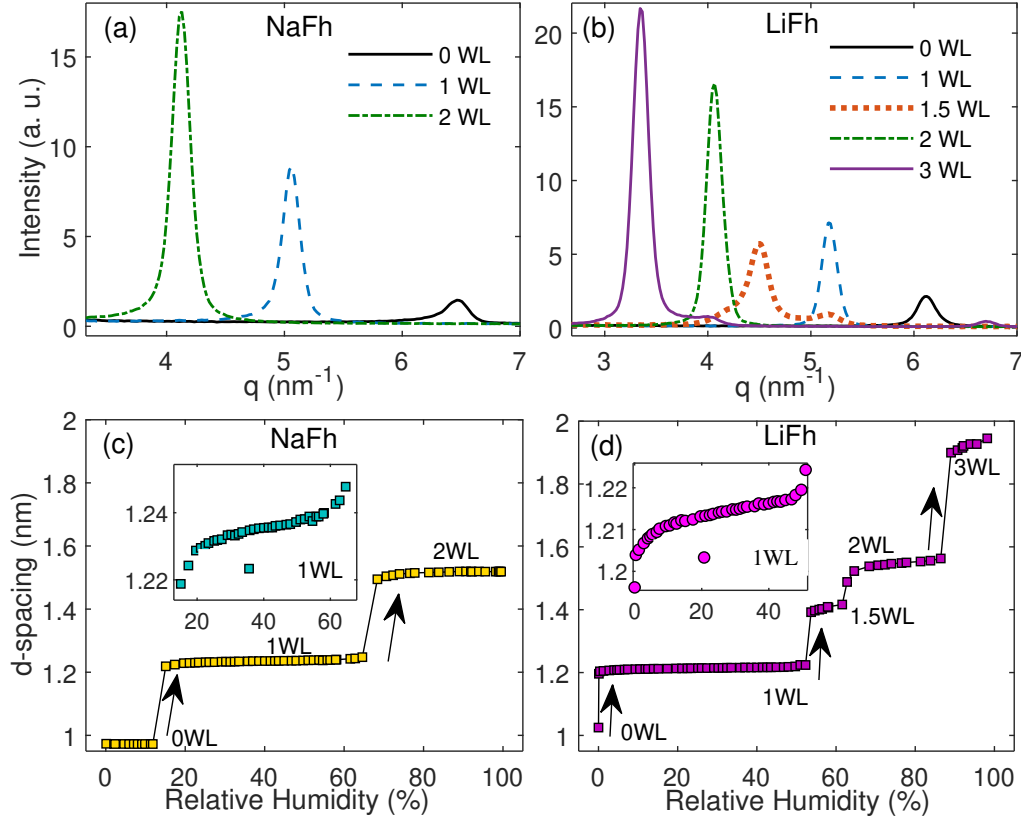 (a) NaFh
0 WL
1 WL
2 WL
15
10
5
0
4 5 6 7
q (nm⁻¹)
Intensity (a. u.)
(b) LiFh
0 WL
1 WL
1.5 WL
2 WL
3 WL
20
15
10
5
0
3 4 5 6 7
q (nm⁻¹)
(c) NaFh
2
1.8
1.6
1.4
1.2
1
0 20 40 60 80 100
Relative Humidity (%)
d-spacing (nm)
1.24
1.22
20 40 60
1WL
2WL
1WL
0WL
(d) LiFh
2
1.8
1.6
1.4
1.2
1
0 20 40 60 80 100
Relative Humidity (%)
1.22
1.21
1.2
0 20 40
1WL
3WL
2WL
1.5WL
1WL
0WL